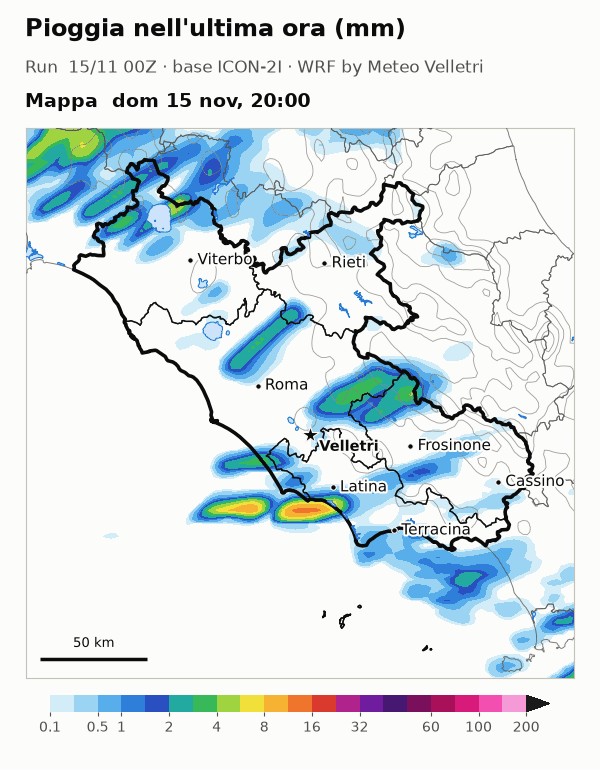 Pioggia nell'ultima ora (mm)
Run  15/11 00Z · base ICON-2I · WRF by Meteo Velletri
Mappa  dom 15 nov, 20:00
Viterbo
Rieti
Roma
Velletri
Frosinone
Latina
Cassino
Terracina
50 km
0.1 0.5 1 2 4 8 16 32 60 100 200